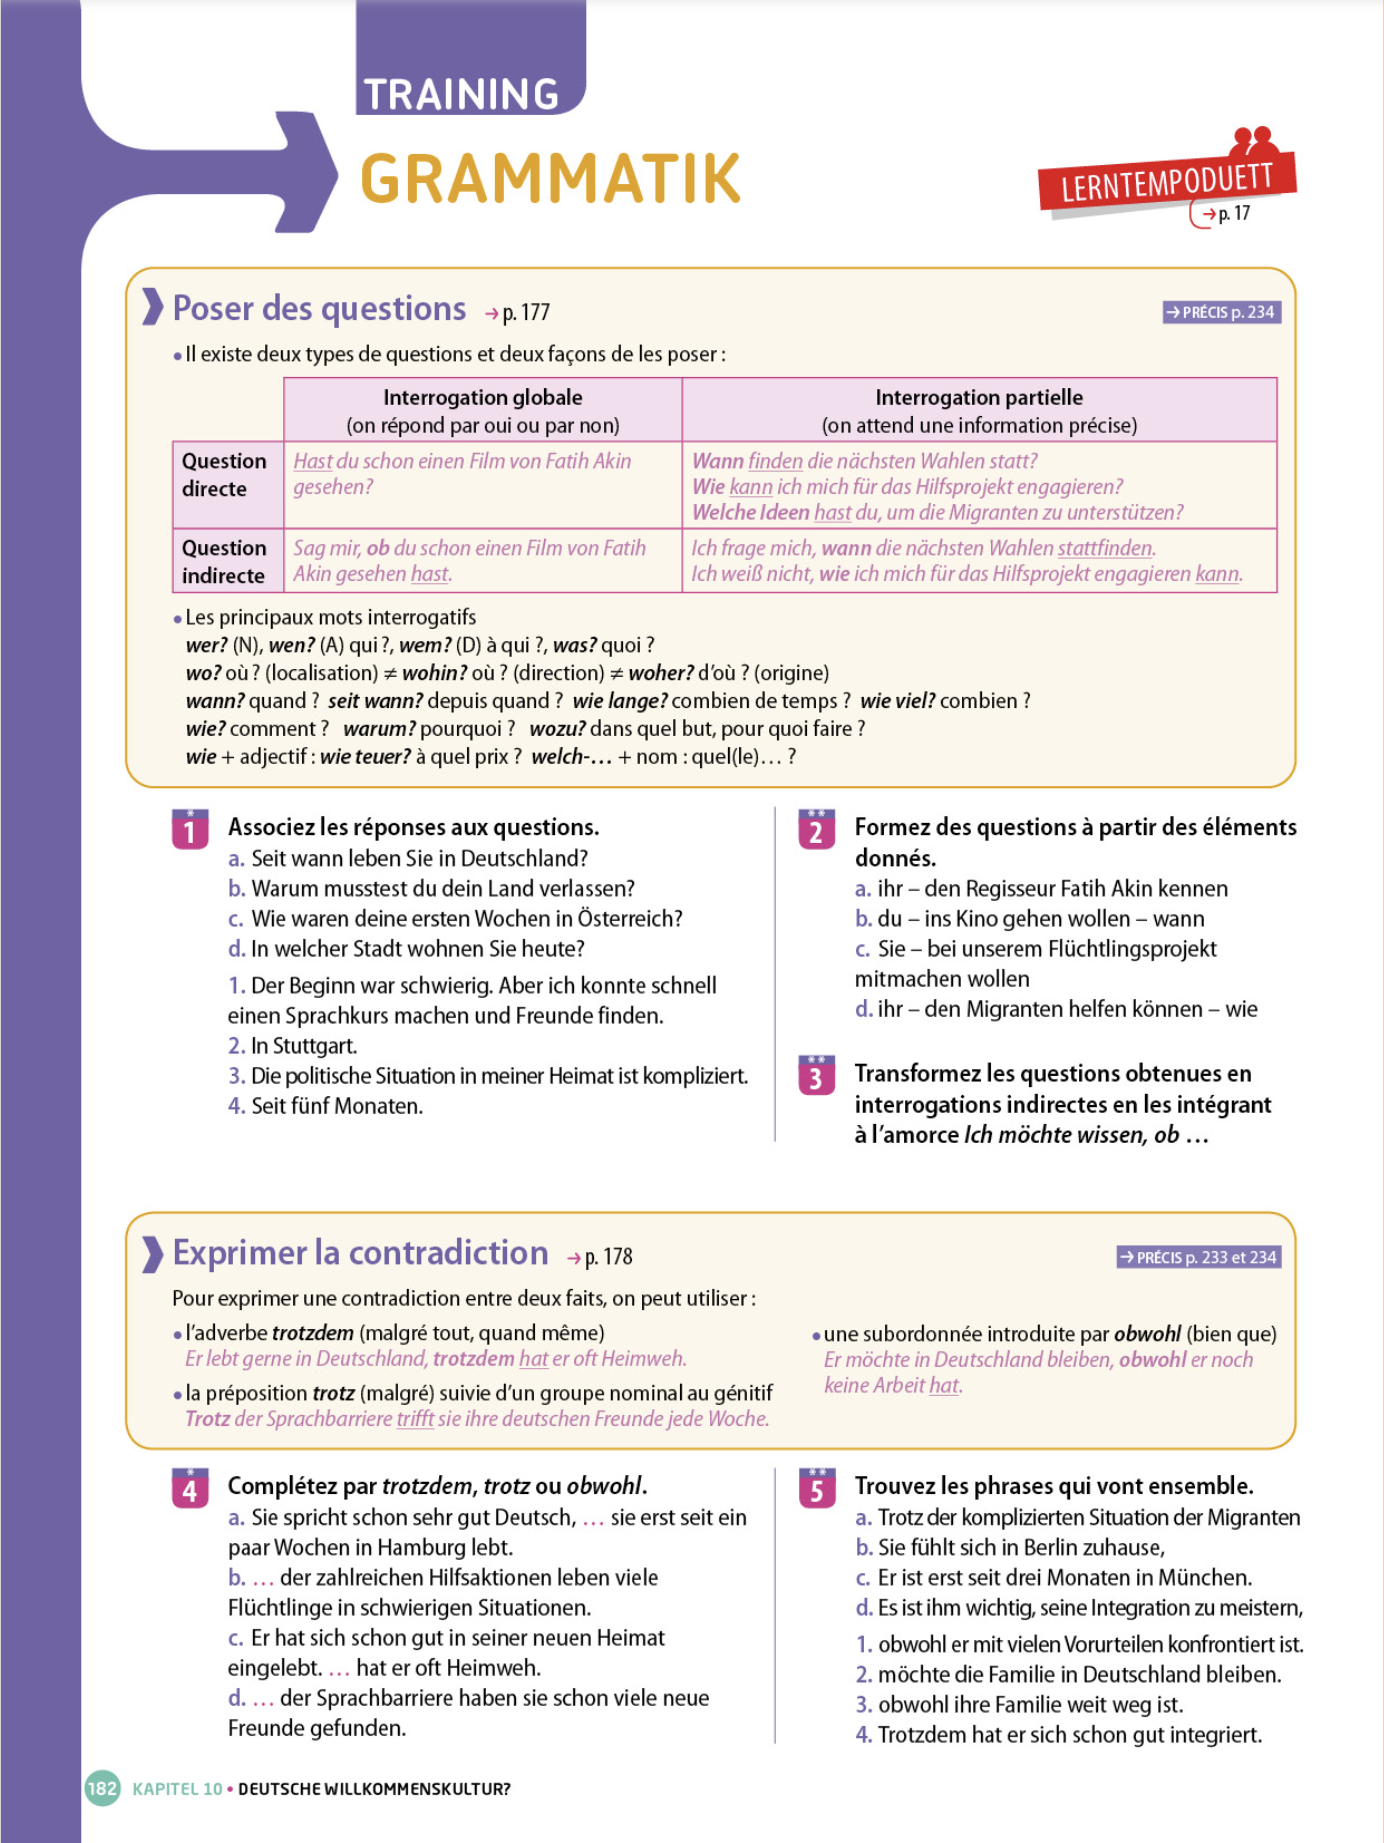 TRAINING
GRAMMATIK
LERNTEMPODUETT
→ p. 17
Poser des questions → p. 177
→ PRÉCIS p. 234
• Il existe deux types de questions et deux façons de les poser :
Interrogation globale
(on répond par oui ou par non)
Interrogation partielle
(on attend une information précise)
Question
directe
Hast du schon einen Film von Fatih Akin
gesehen?
Wann finden die nächsten Wahlen statt?
Wie kann ich mich für das Hilfsprojekt engagieren?
Welche Ideen hast du, um die Migranten zu unterstützen?
Question
indirecte
Sag mir, ob du schon einen Film von Fatih
Akin gesehen hast.
Ich frage mich, wann die nächsten Wahlen stattfinden.
Ich weiß nicht, wie ich mich für das Hilfsprojekt engagieren kann.
• Les principaux mots interrogatifs
wer? (N), wen? (A) qui ?, wem? (D) à qui ?, was? quoi ?
wo? où ? (localisation) ≠ wohin? où ? (direction) ≠ woher? d'où ? (origine)
wann? quand ? seit wann? depuis quand ? wie lange? combien de temps ? wie viel? combien ?
wie? comment ? warum? pourquoi ? wozu? dans quel but, pour quoi faire ?
wie + adjectif : wie teuer? à quel prix ? welch-… + nom : quel(le)… ?
*
1 Associez les réponses aux questions.
a. Seit wann leben Sie in Deutschland?
b. Warum musstest du dein Land verlassen?
c. Wie waren deine ersten Wochen in Österreich?
d. In welcher Stadt wohnen Sie heute?
1. Der Beginn war schwierig. Aber ich konnte schnell
einen Sprachkurs machen und Freunde finden.
2. In Stuttgart.
3. Die politische Situation in meiner Heimat ist kompliziert.
4. Seit fünf Monaten.
**
2 Formez des questions à partir des éléments
donnés.
a. ihr – den Regisseur Fatih Akin kennen
b. du – ins Kino gehen wollen – wann
c. Sie – bei unserem Flüchtlingsprojekt
mitmachen wollen
d. ihr – den Migranten helfen können – wie
**
3 Transformez les questions obtenues en
interrogations indirectes en les intégrant
à l'amorce Ich möchte wissen, ob …
Exprimer la contradiction → p. 178
→ PRÉCIS p. 233 et 234
Pour exprimer une contradiction entre deux faits, on peut utiliser :
• l'adverbe trotzdem (malgré tout, quand même)
Er lebt gerne in Deutschland, trotzdem hat er oft Heimweh.
• la préposition trotz (malgré) suivie d'un groupe nominal au génitif
Trotz der Sprachbarriere trifft sie ihre deutschen Freunde jede Woche.
• une subordonnée introduite par obwohl (bien que)
Er möchte in Deutschland bleiben, obwohl er noch
keine Arbeit hat.
*
4 Complétez par trotzdem, trotz ou obwohl.
a. Sie spricht schon sehr gut Deutsch, … sie erst seit ein
paar Wochen in Hamburg lebt.
b. … der zahlreichen Hilfsaktionen leben viele
Flüchtlinge in schwierigen Situationen.
c. Er hat sich schon gut in seiner neuen Heimat
eingelebt. … hat er oft Heimweh.
d. … der Sprachbarriere haben sie schon viele neue
Freunde gefunden.
**
5 Trouvez les phrases qui vont ensemble.
a. Trotz der komplizierten Situation der Migranten
b. Sie fühlt sich in Berlin zuhause,
c. Er ist erst seit drei Monaten in München.
d. Es ist ihm wichtig, seine Integration zu meistern,
1. obwohl er mit vielen Vorurteilen konfrontiert ist.
2. möchte die Familie in Deutschland bleiben.
3. obwohl ihre Familie weit weg ist.
4. Trotzdem hat er sich schon gut integriert.
182 KAPITEL 10 • DEUTSCHE WILLKOMMENSKULTUR?